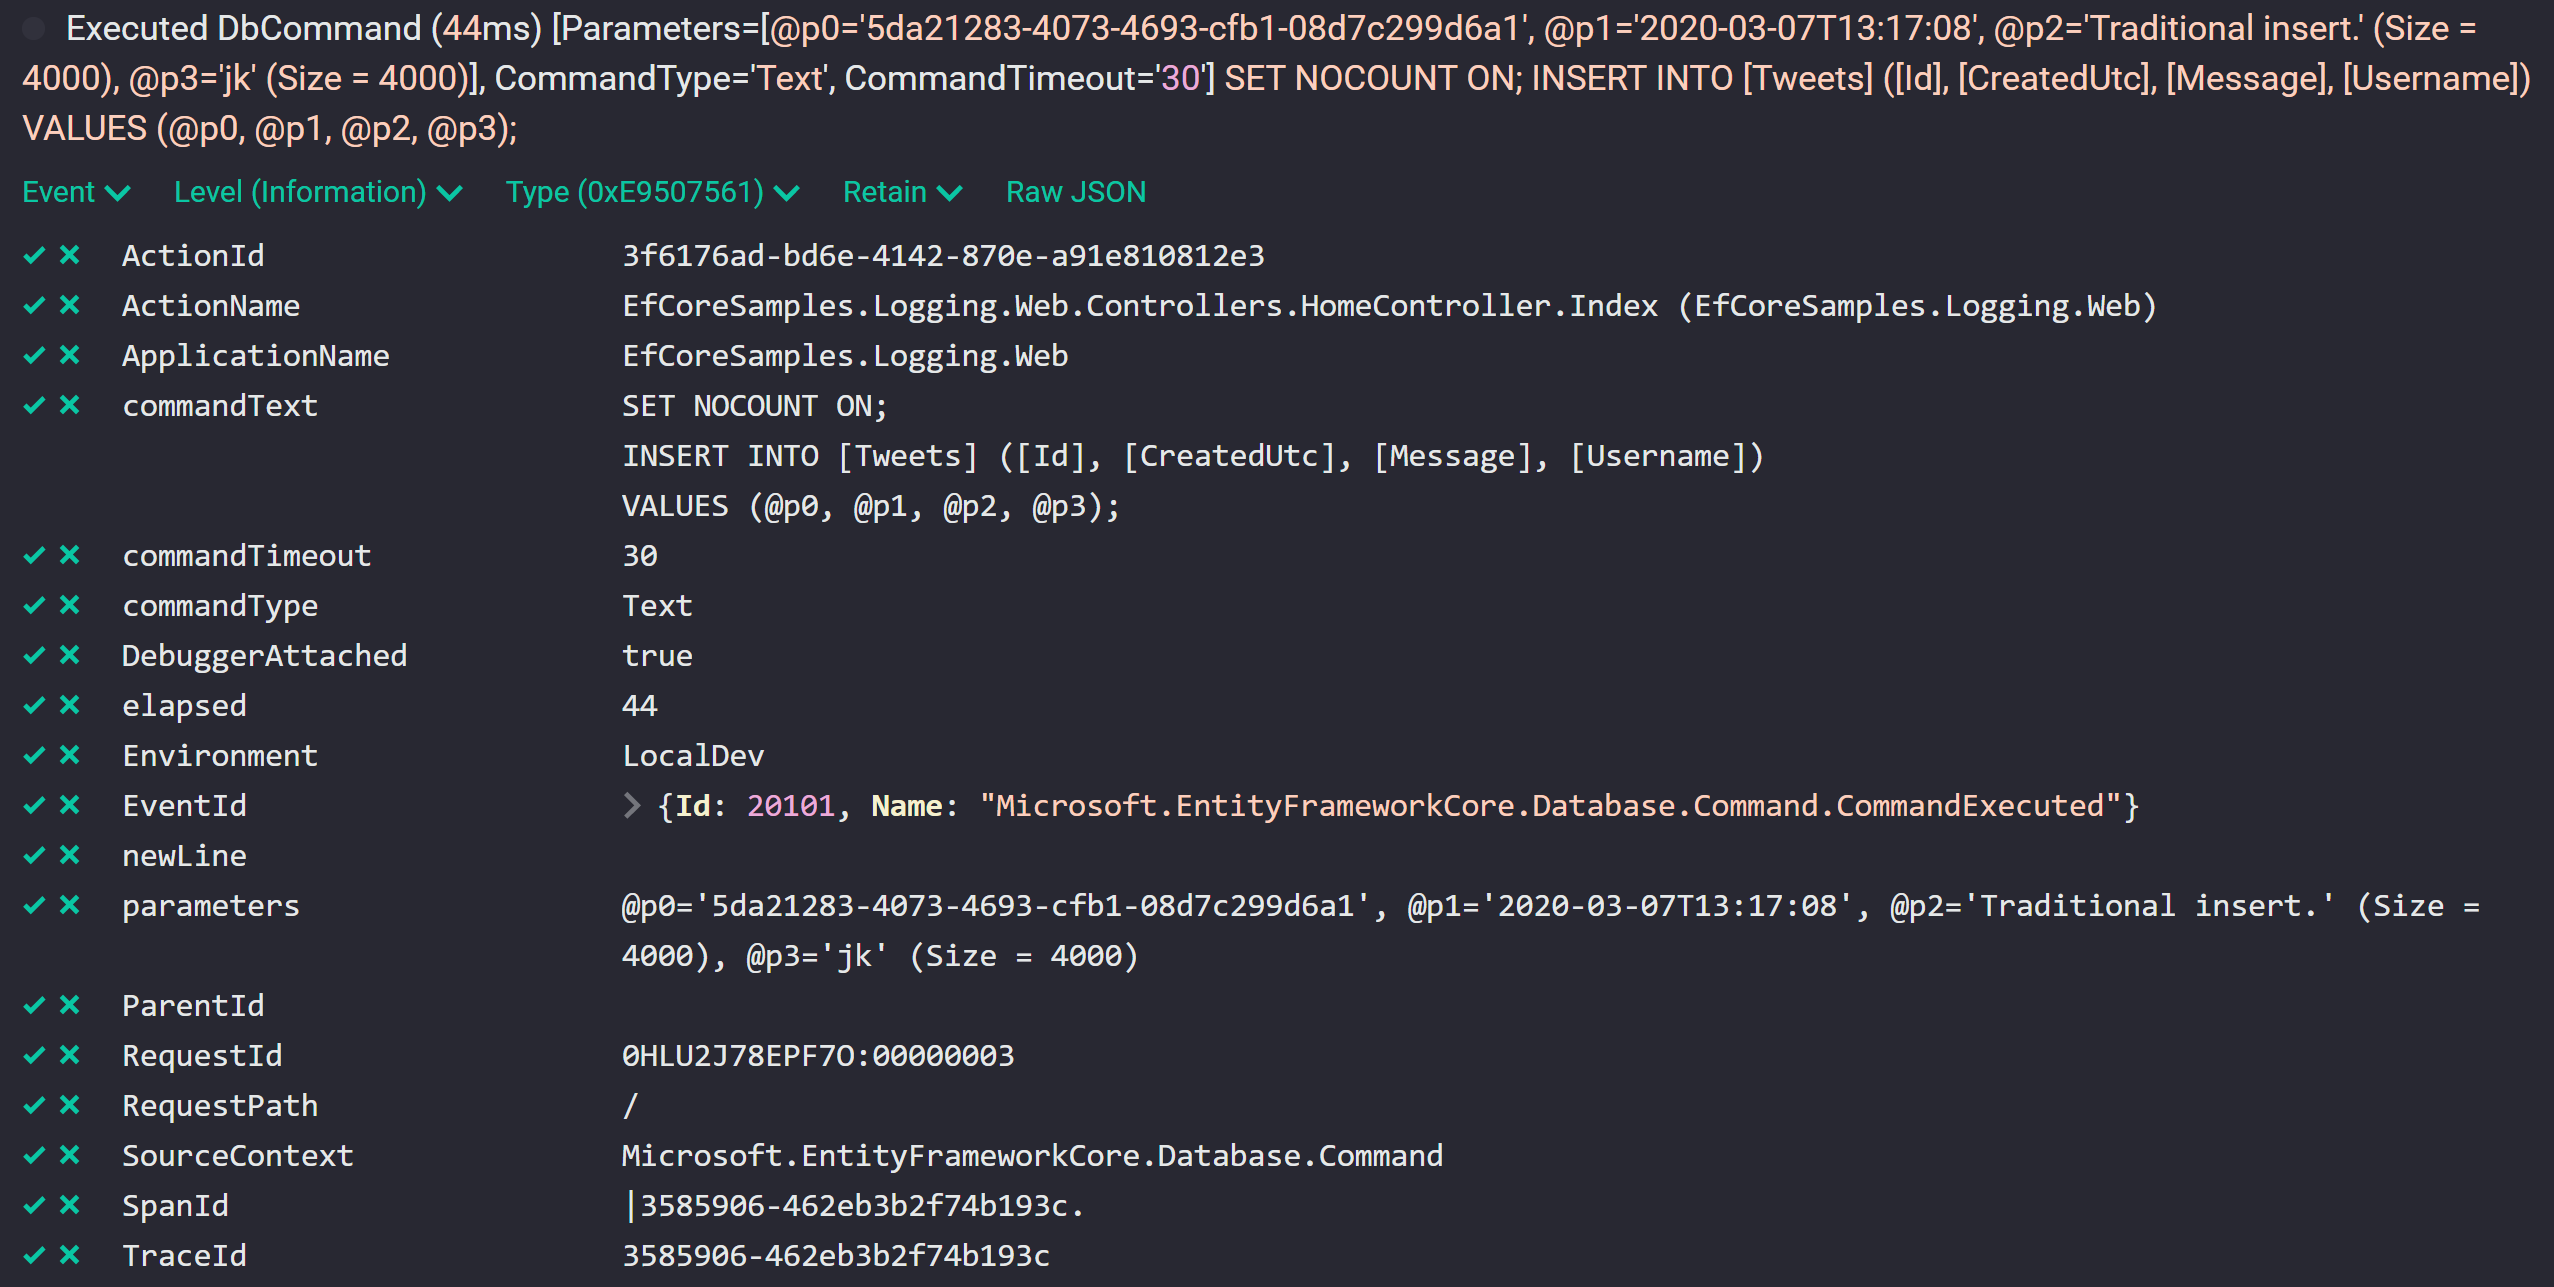 Executed DbCommand (44ms) [Parameters=[@p0='5da21283-4073-4693-cfb1-08d7c299d6a1', @p1='2020-03-07T13:17:08', @p2='Traditional insert.' (Size =
4000), @p3='jk' (Size = 4000)], CommandType='Text', CommandTimeout='30'] SET NOCOUNT ON; INSERT INTO [Tweets] ([Id], [CreatedUtc], [Message], [Username])
VALUES (@p0, @p1, @p2, @p3);
Event Level (Information) Type (0xE9507561) Retain Raw JSON
ActionId 3f6176ad-bd6e-4142-870e-a91e810812e3
ActionName EfCoreSamples.Logging.Web.Controllers.HomeController.Index (EfCoreSamples.Logging.Web)
ApplicationName EfCoreSamples.Logging.Web
commandText SET NOCOUNT ON;
INSERT INTO [Tweets] ([Id], [CreatedUtc], [Message], [Username])
VALUES (@p0, @p1, @p2, @p3);
commandTimeout 30
commandType Text
DebuggerAttached true
elapsed 44
Environment LocalDev
EventId {Id: 20101, Name: "Microsoft.EntityFrameworkCore.Database.Command.CommandExecuted"}
newLine
parameters @p0='5da21283-4073-4693-cfb1-08d7c299d6a1', @p1='2020-03-07T13:17:08', @p2='Traditional insert.' (Size =
4000), @p3='jk' (Size = 4000)
ParentId
RequestId 0HLU2J78EPF7O:00000003
RequestPath /
SourceContext Microsoft.EntityFrameworkCore.Database.Command
SpanId |3585906-462eb3b2f74b193c.
TraceId 3585906-462eb3b2f74b193c